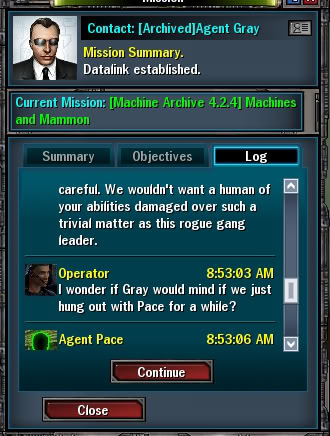 Mission
Contact: [Archived]Agent Gray
Mission Summary.
Datalink established.
Current Mission: [Machine Archive 4.2.4] Machines
and Mammon
Summary
Objectives
Log
careful. We wouldn't want a human of
your abilities damaged over such a
trivial matter as this rogue gang
leader.
Operator 8:53:03 AM
I wonder if Gray would mind if we just
hung out with Pace for a while?
Agent Pace 8:53:06 AM
Continue
Close